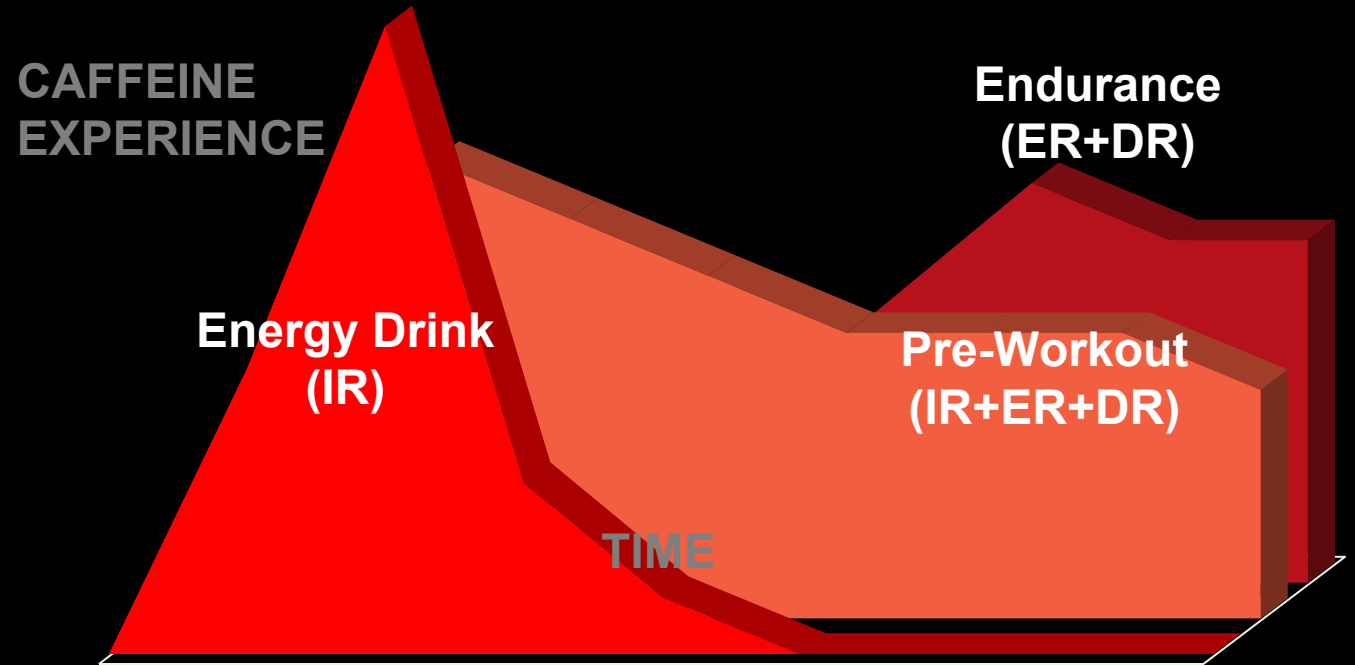 CAFFEINE
EXPERIENCE
Endurance
(ER+DR)
Energy Drink
(IR)
Pre-Workout
(IR+ER+DR)
TIME